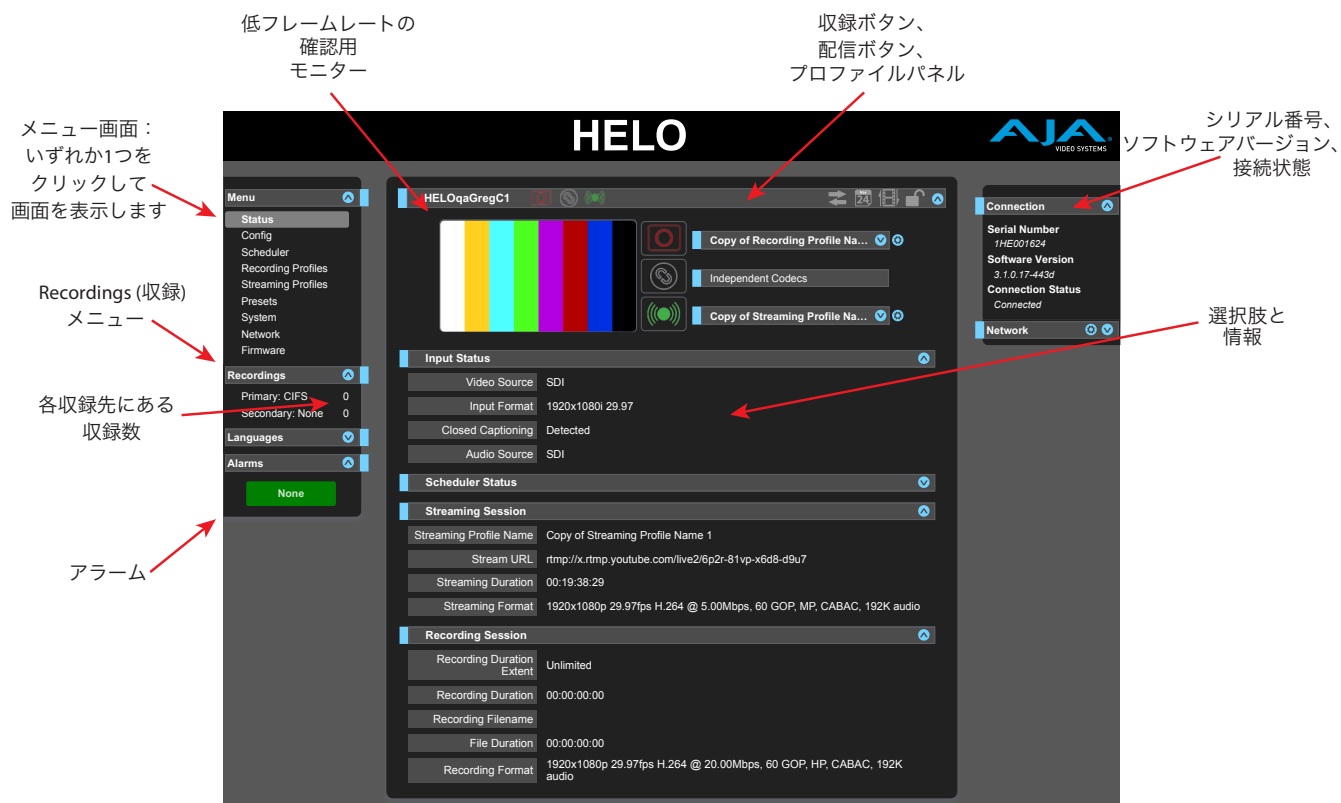 低フレームレートの
確認用
モニター
収録ボタン、
配信ボタン、
プロファイルパネル
メニュー画面：
いずれか1つを
クリックして
画面を表示します
シリアル番号、
ソフトウェアバージョン、
接続状態
Recordings (収録)
メニュー
各収録先にある
収録数
アラーム
選択肢と
情報
HELO
AJA
VIDEO SYSTEMS
Menu
Status
Config
Scheduler
Recording Profiles
Streaming Profiles
Presets
System
Network
Firmware
Recordings
Primary: CIFS 0
Secondary: None 0
Languages
Alarms
None
HELOqaGregC1
24
Copy of Recording Profile Na...
Independent Codecs
Copy of Streaming Profile Na...
Input Status
Video Source SDI
Input Format 1920x1080i 29.97
Closed Captioning Detected
Audio Source SDI
Scheduler Status
Streaming Session
Streaming Profile Name Copy of Streaming Profile Name 1
Stream URL rtmp://x.rtmp.youtube.com/live2/6p2r-81vp-x6d8-d9u7
Streaming Duration 00:19:38:29
Streaming Format 1920x1080p 29.97fps H.264 @ 5.00Mbps, 60 GOP, MP, CABAC, 192K audio
Recording Session
Recording Duration
Extent Unlimited
Recording Duration 00:00:00:00
Recording Filename
File Duration 00:00:00:00
Recording Format 1920x1080p 29.97fps H.264 @ 20.00Mbps, 60 GOP, HP, CABAC, 192K
audio
Connection
Serial Number
1HE001624
Software Version
3.1.0.17-443d
Connection Status
Connected
Network